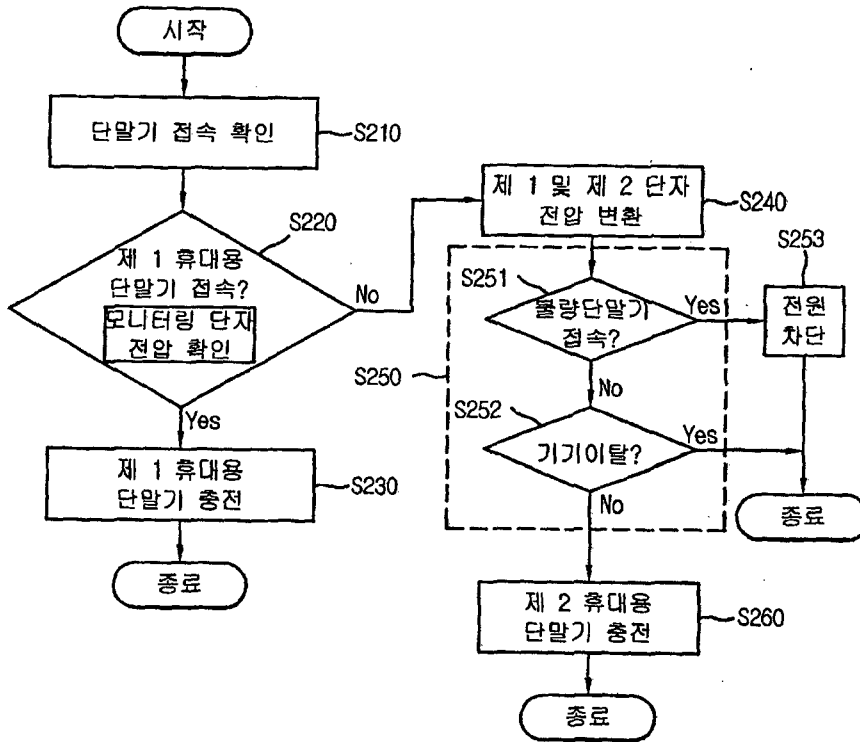 시작
단말기 접속 확인
S210
S220
제 1 휴대용
단말기 접속?
모니터링 단자
전압 확인
No
Yes
제 1 휴대용
단말기 충전
S230
종료
제 1 및 제 2 단자
전압 변환
S240
S250
S251
불량단말기
접속?
Yes
S253
전원
차단
No
S252
기기이탈?
Yes
종료
No
제 2 휴대용
단말기 충전
S260
종료